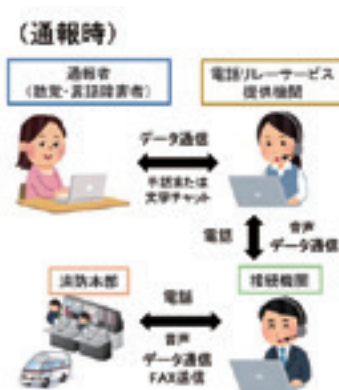 (通報時)
通報者
(聴覚・言語障害者)
電話リレーサービス
提供機関
データ通信
手話または
文字チャット
電話
音声
データ通信
消防本部
接続機関
電話
音声
データ通信
FAX送信